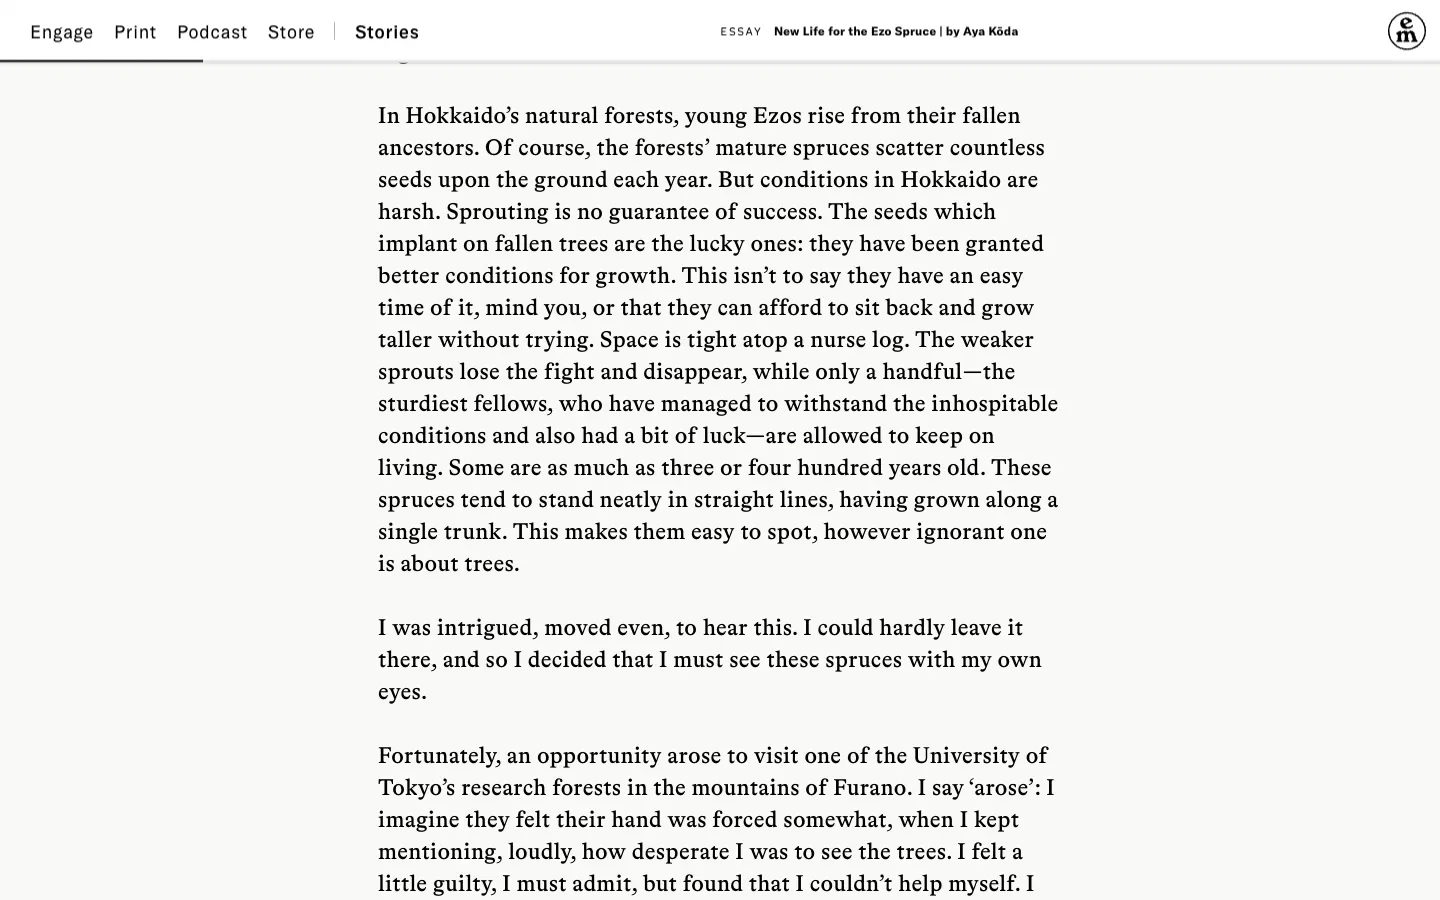 Engage Print Podcast Store Stories
ESSAY New Life for the Ezo Spruce | by Aya Kōda
em
In Hokkaido’s natural forests, young Ezos rise from their fallen
ancestors. Of course, the forests’ mature spruces scatter countless
seeds upon the ground each year. But conditions in Hokkaido are
harsh. Sprouting is no guarantee of success. The seeds which
implant on fallen trees are the lucky ones: they have been granted
better conditions for growth. This isn’t to say they have an easy
time of it, mind you, or that they can afford to sit back and grow
taller without trying. Space is tight atop a nurse log. The weaker
sprouts lose the fight and disappear, while only a handful—the
sturdiest fellows, who have managed to withstand the inhospitable
conditions and also had a bit of luck—are allowed to keep on
living. Some are as much as three or four hundred years old. These
spruces tend to stand neatly in straight lines, having grown along a
single trunk. This makes them easy to spot, however ignorant one
is about trees.
I was intrigued, moved even, to hear this. I could hardly leave it
there, and so I decided that I must see these spruces with my own
eyes.
Fortunately, an opportunity arose to visit one of the University of
Tokyo’s research forests in the mountains of Furano. I say ‘arose’: I
imagine they felt their hand was forced somewhat, when I kept
mentioning, loudly, how desperate I was to see the trees. I felt a
little guilty, I must admit, but found that I couldn’t help myself. I